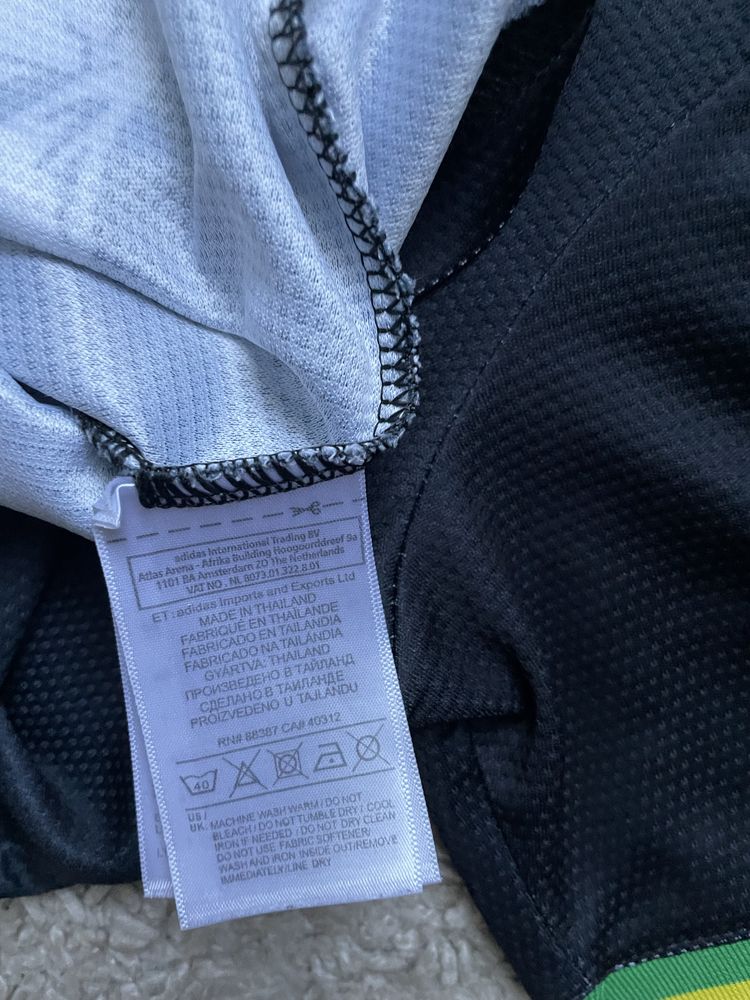 adidas International Trading BV
Atlas Arena - Afrika Building Hoogourddreef 9a
1101 BA Amsterdam ZO The Netherlands
VAT NO . NL 8073.01.322.8.01
ET : adidas Imports and Exports Ltd
MADE IN THAILAND
FABRIQUÉ EN THAÏLANDE
FABRICADO EN TAILANDIA
FABRICADO NA TAILÂNDIA
GYÁRTVA: THAILAND
ПРОИЗВЕДЕНО В ТАЙЛАНД
СДЕЛАНО В ТАИЛАНДЕ
PROIZVEDENO U TAJLANDU
RN# 88387 CA# 40312
40
US /
UK. MACHINE WASH WARM / DO NOT
BLEACH / DO NOT TUMBLE DRY / COOL
IRON IF NEEDED / DO NOT DRY CLEAN
DO NOT USE FABRIC SOFTENER/
WASH AND IRON INSIDE OUT/REMOVE
IMMEDIATELY/LINE DRY